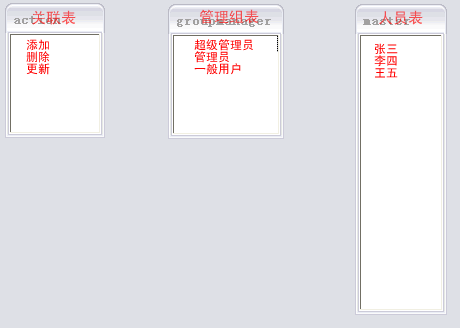 action
关联表
添加
删除
更新
groupmanager
管理组表
超级管理员
管理员
一般用户
master
人员表
张三
李四
王五